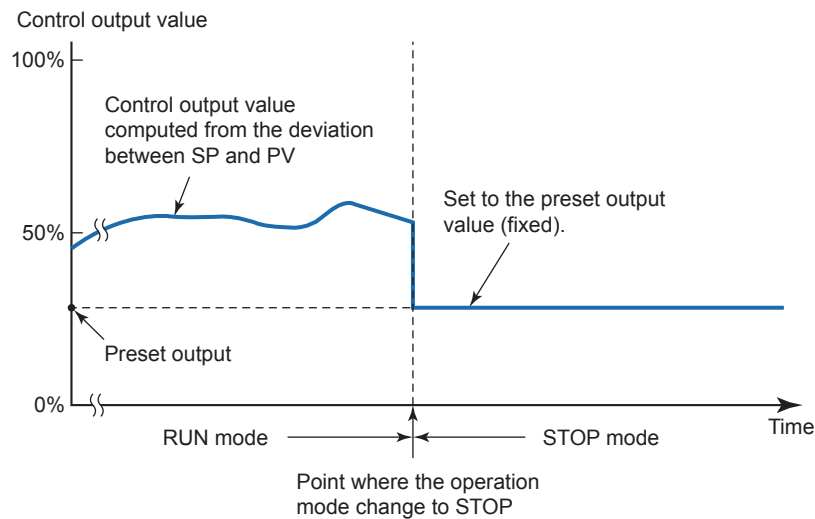 Control output value
100%
Control output value
computed from the deviation
between SP and PV
Set to the preset output
value (fixed).
50%
Preset output
0%
Time
RUN mode
STOP mode
Point where the operation
mode change to STOP